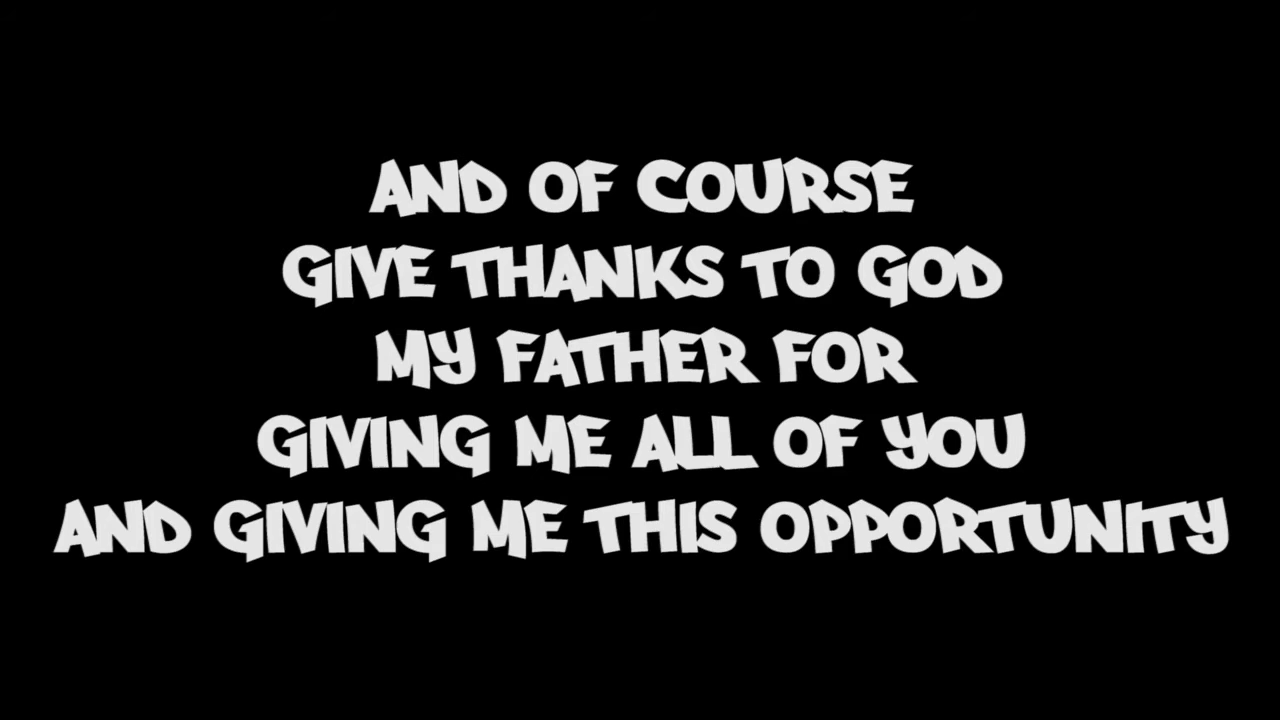 AND OF COURSE
GIVE THANKS TO GOD
MY FATHER FOR
GIVING ME ALL OF YOU
AND GIVING ME THIS OPPORTUNITY